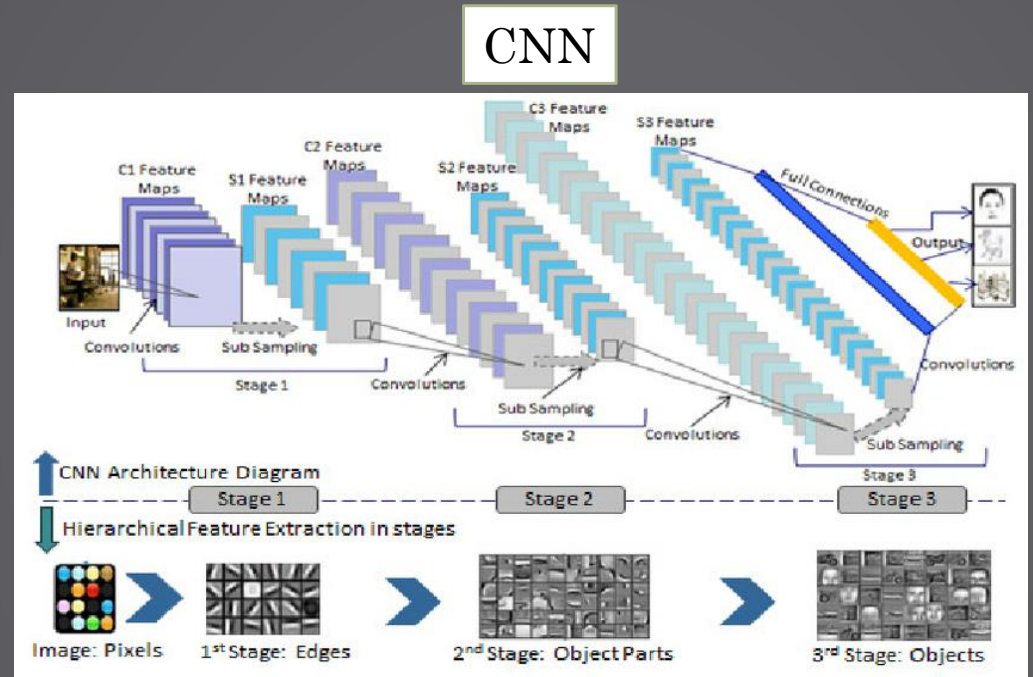 CNN
C1 Feature
Maps
S1 Feature
Maps
C2 Feature
Maps
S2 Feature
Maps
C3 Feature
Maps
S3 Feature
Maps
Full Connections
Output
Input
Convolutions
Sub Sampling
Stage 1
Convolutions
Sub Sampling
Stage 2
Convolutions
Sub Sampling
Stage 3
Convolutions
CNN Architecture Diagram
Stage 1
Stage 2
Stage 3
Hierarchical Feature Extraction in stages
Image: Pixels
1st Stage: Edges
2nd Stage: Object Parts
3rd Stage: Objects